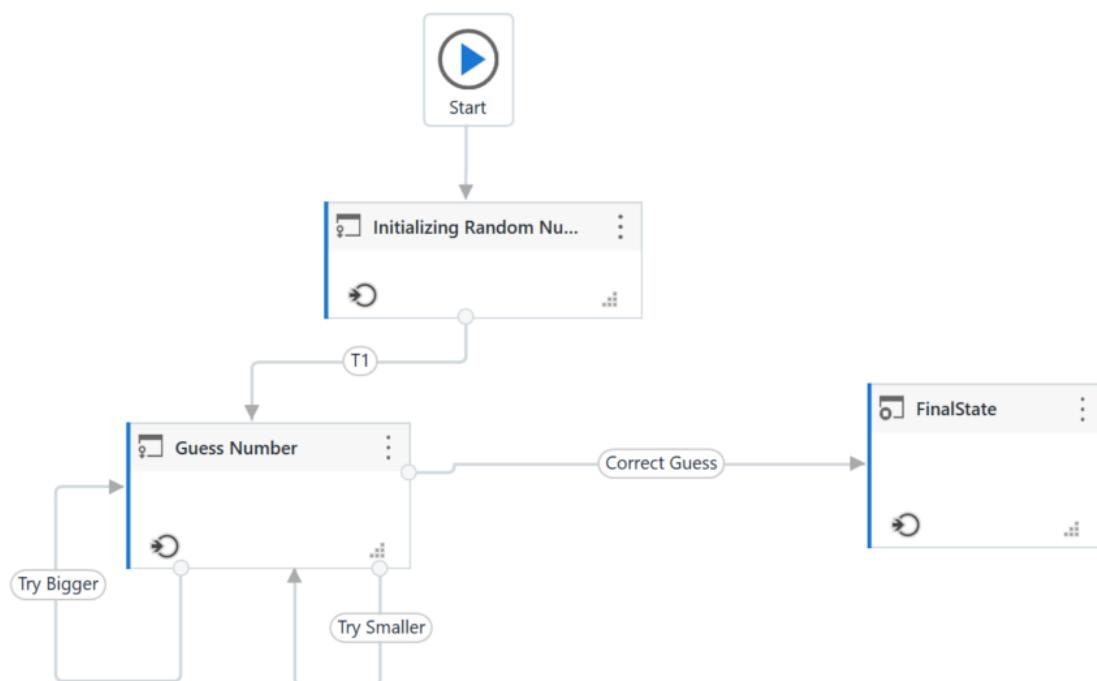 Start
Initializing Random Nu...
T1
FinalState
Guess Number
Correct Guess
Try Bigger
Try Smaller